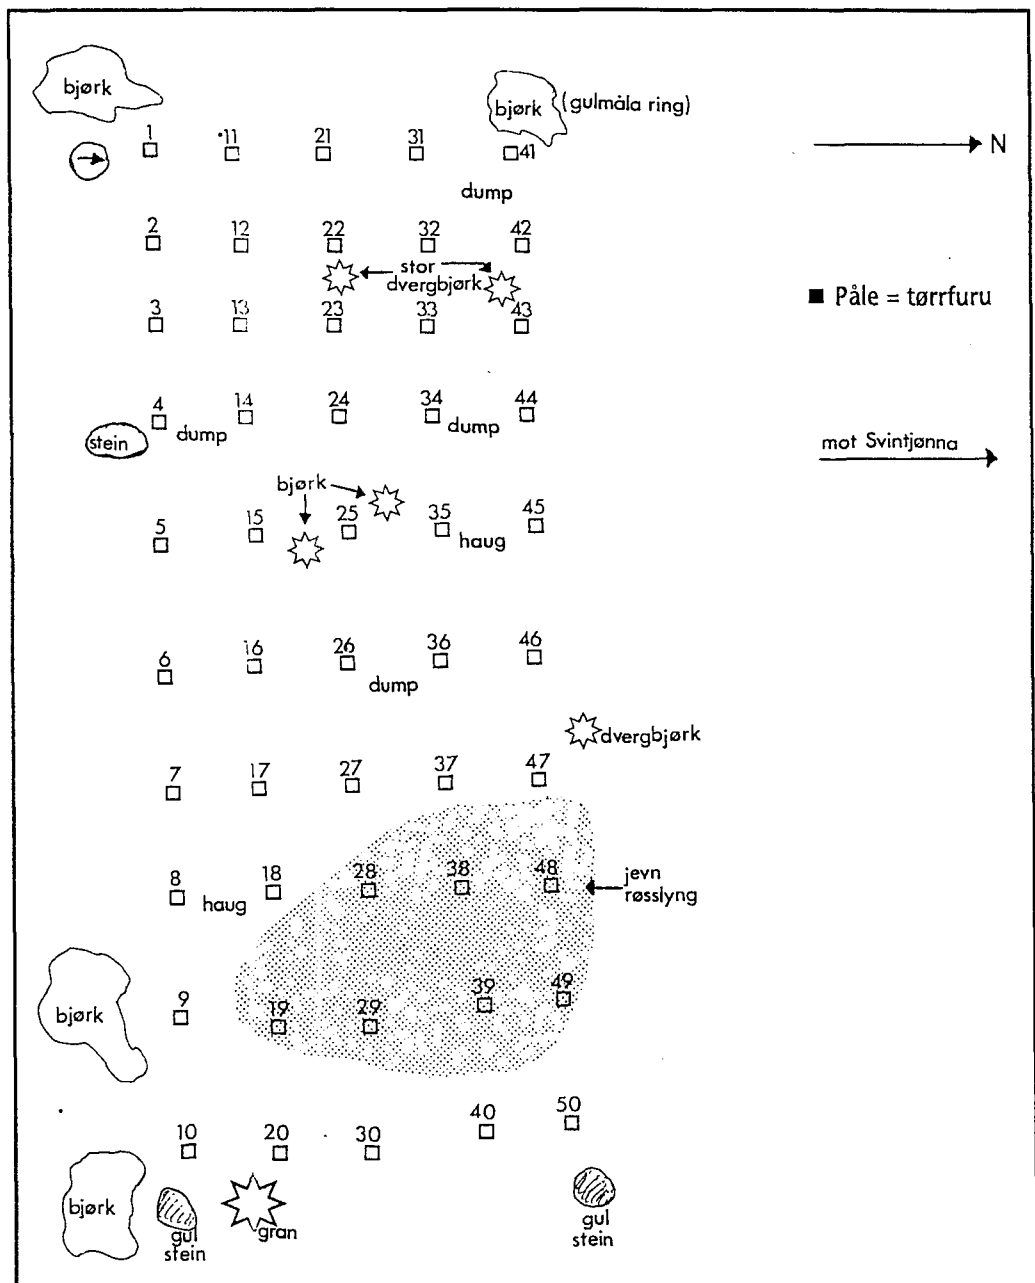 bjørk
bjørk (gulmåla ring)
1 11 21 31 41
N
dump
2 12 22 32 42
stor
dvergbjørk
Påle = tørrfuru
3 13 23 33 43
4 14 24 34 44
stein dump dump
mot Svintjønna
bjørk
5 15 25 35 45
haug
6 16 26 36 46
dump
dvergbjørk
7 17 27 37 47
8 18 28 38 48
haug
jevn
røsslyng
9 19 29 39 49
bjørk
10 20 30 40 50
bjørk
gul
stein
gran
gul
stein